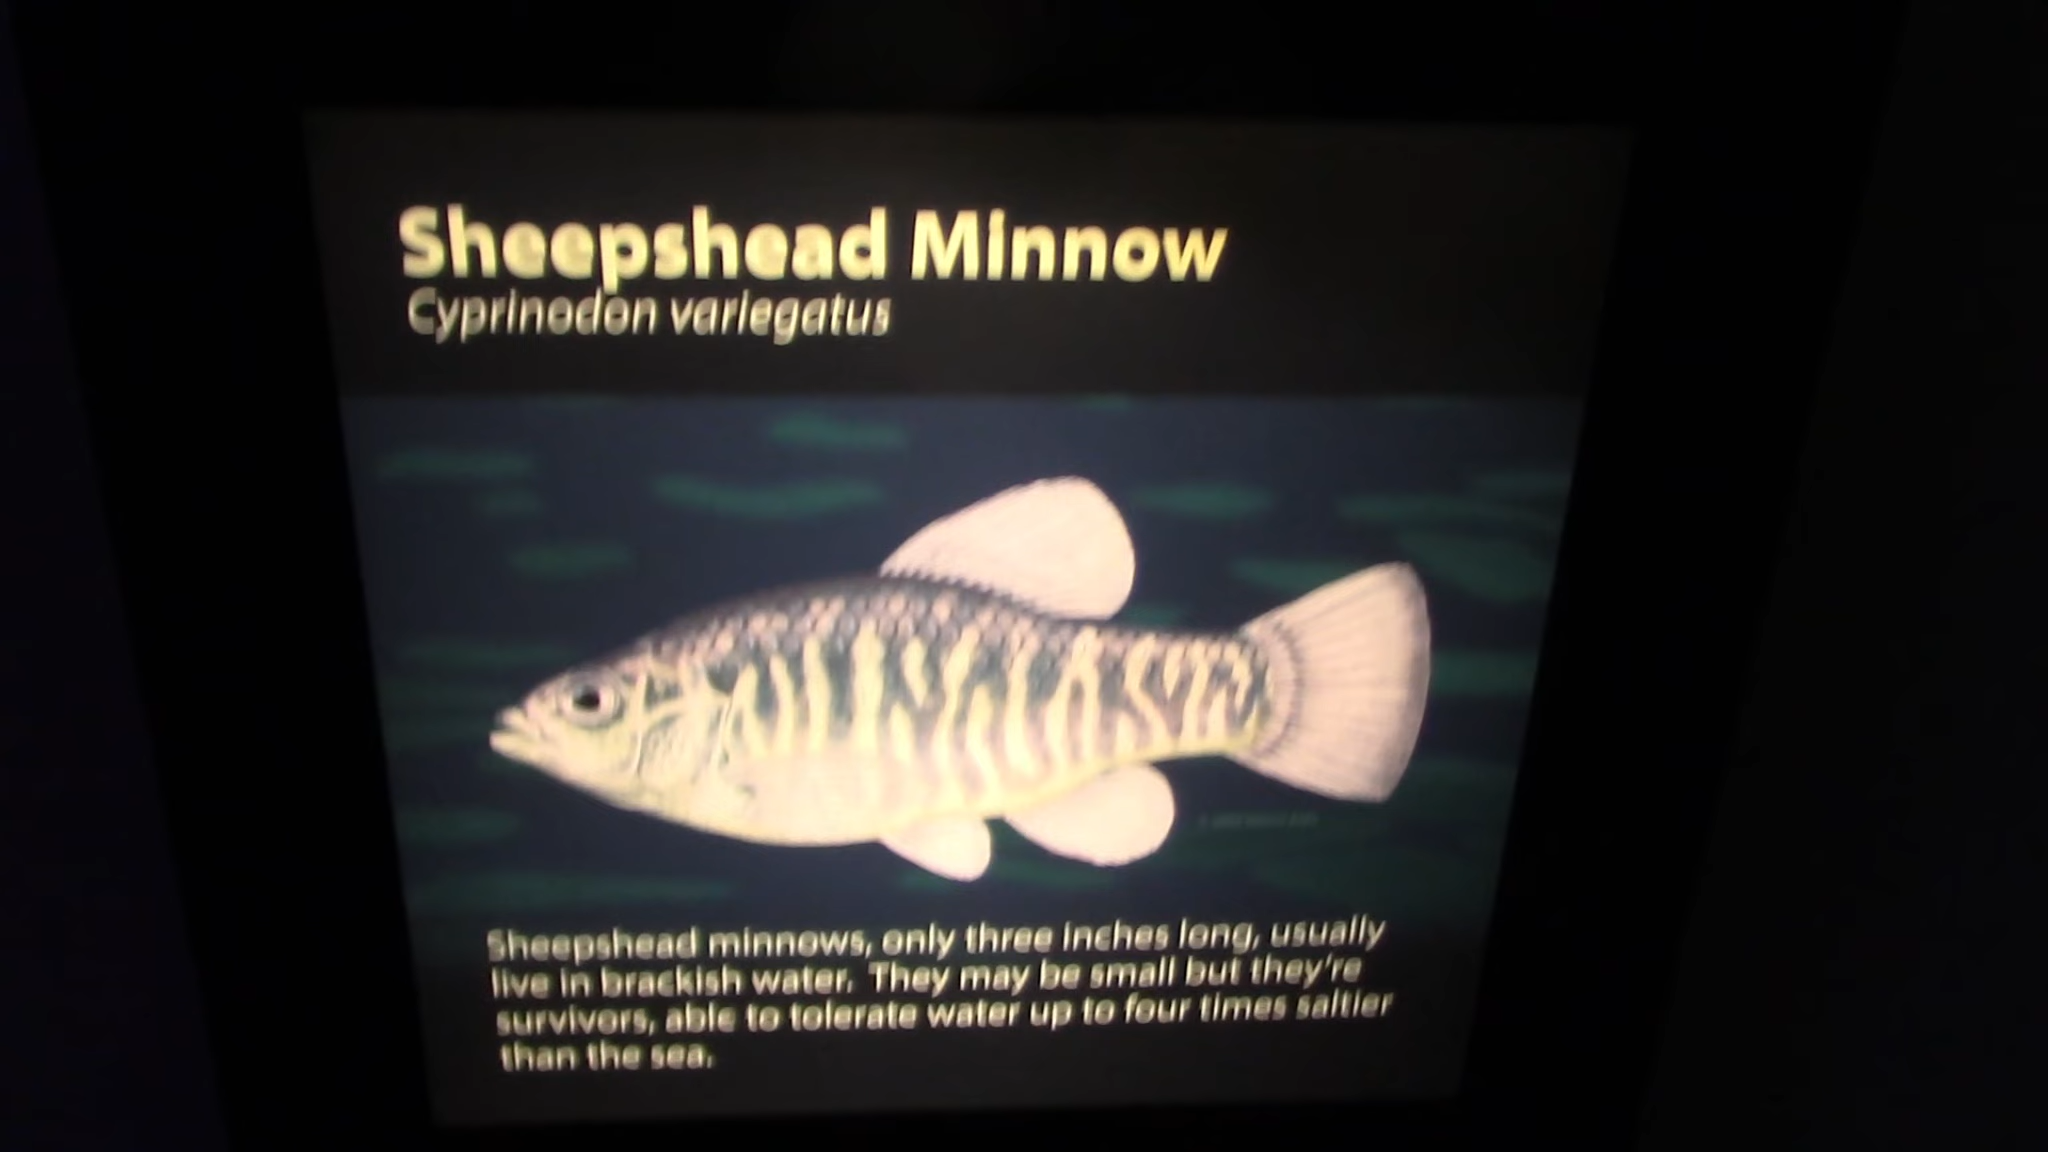 Sheepshead Minnow
Cyprinodon variegatus
Sheepshead minnows, only three inches long, usually
live in brackish water. They may be small but they're
survivors, able to tolerate water up to four times saltier
than the sea.